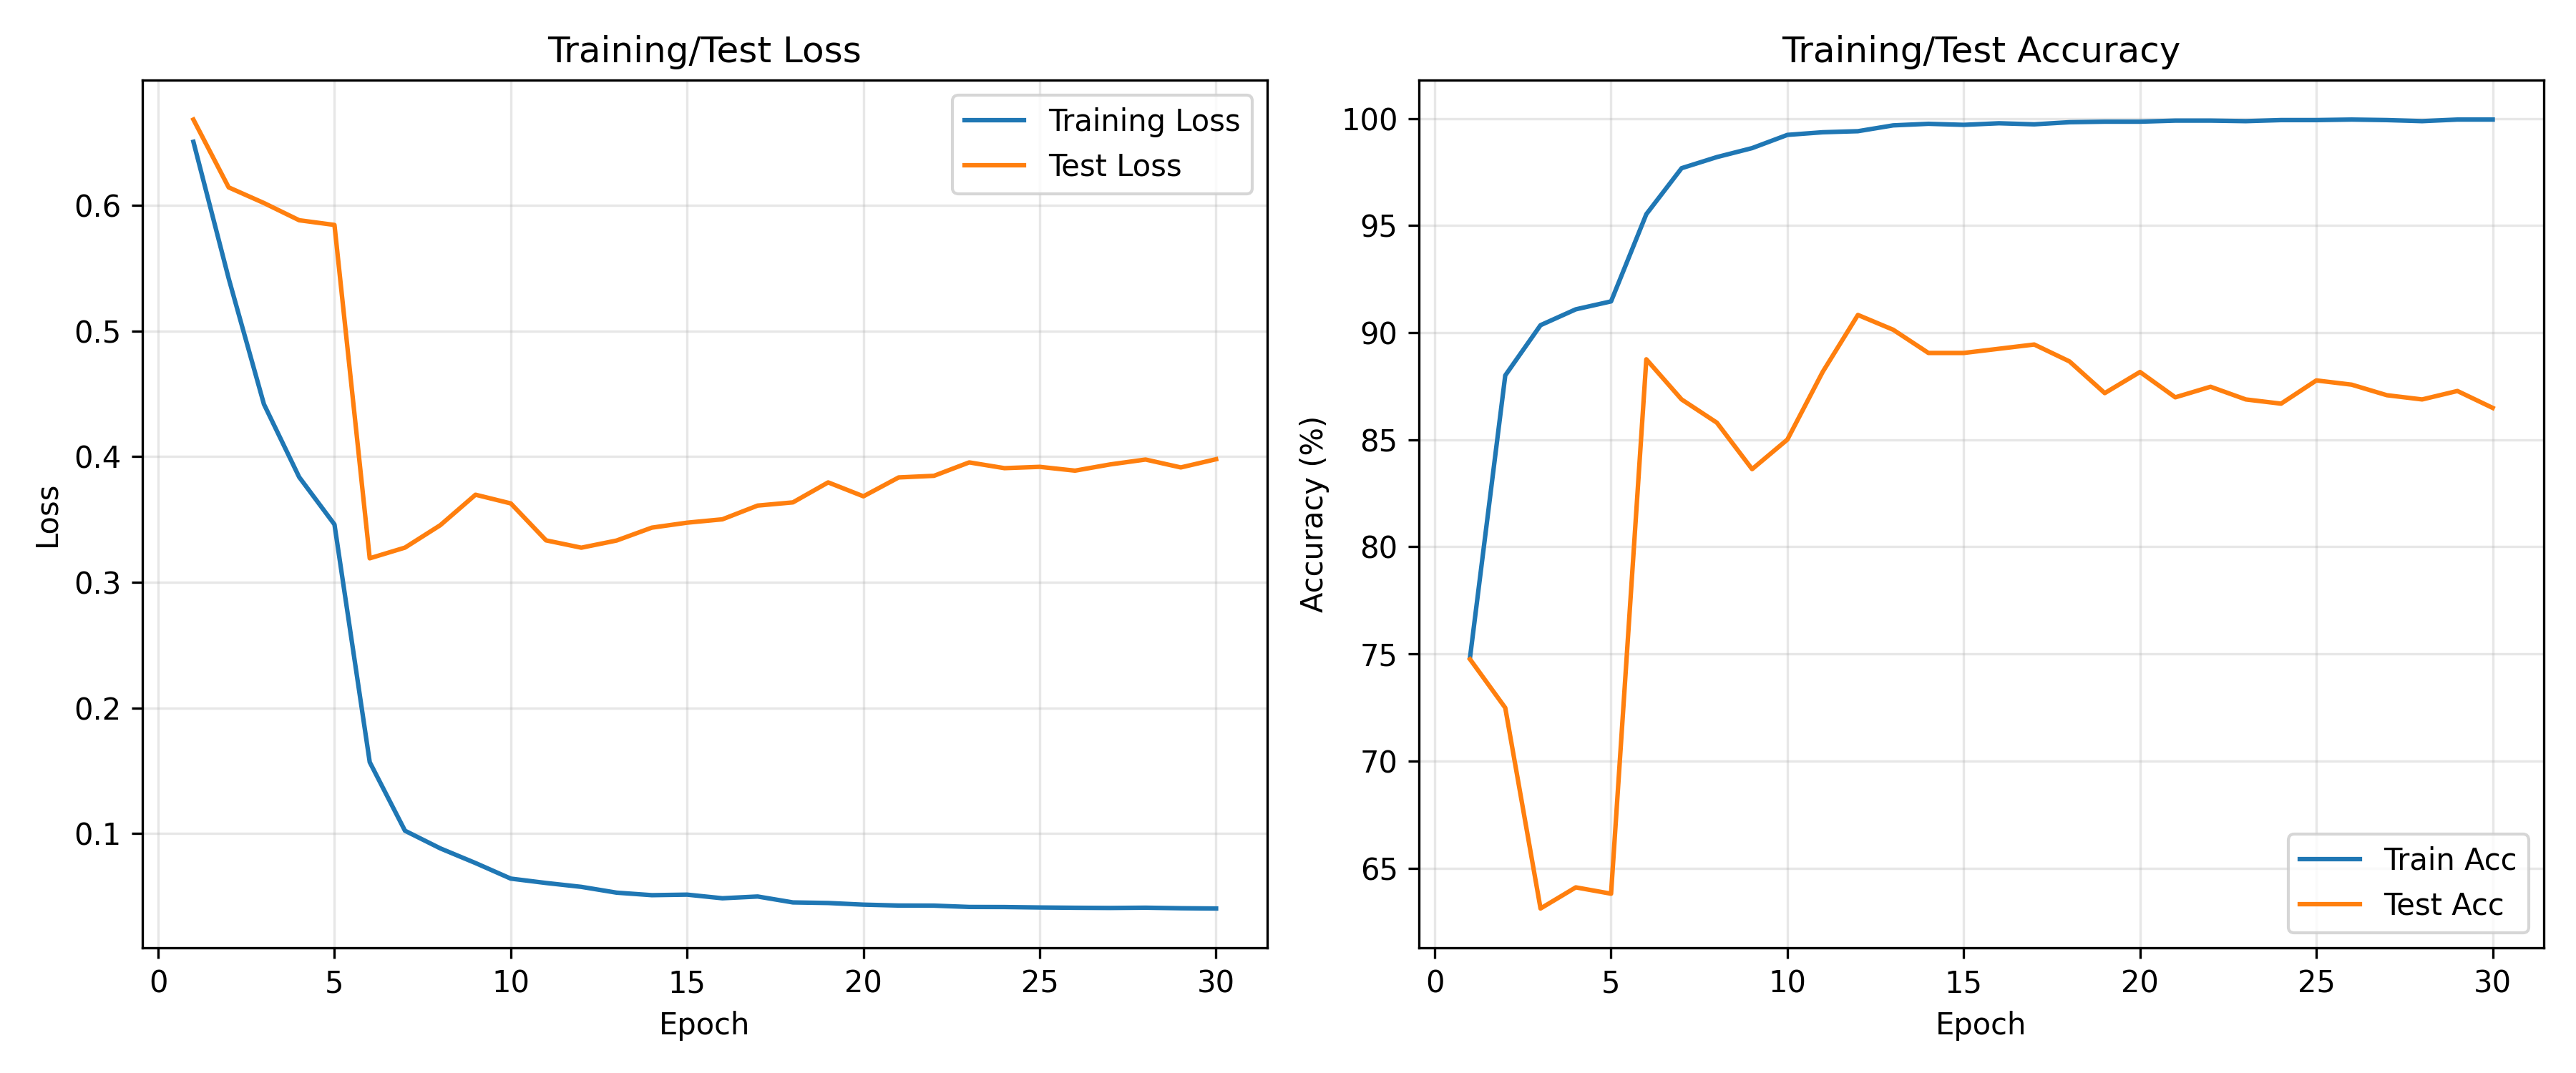 Training/Test Loss
Training Loss
Test Loss
0.6
0.5
0.4
0.3
0.2
0.1
Loss
0 5 10 15 20 25 30
Epoch
Training/Test Accuracy
100
95
90
85
80
75
70
65
Accuracy (%)
Train Acc
Test Acc
0 5 10 15 20 25 30
Epoch